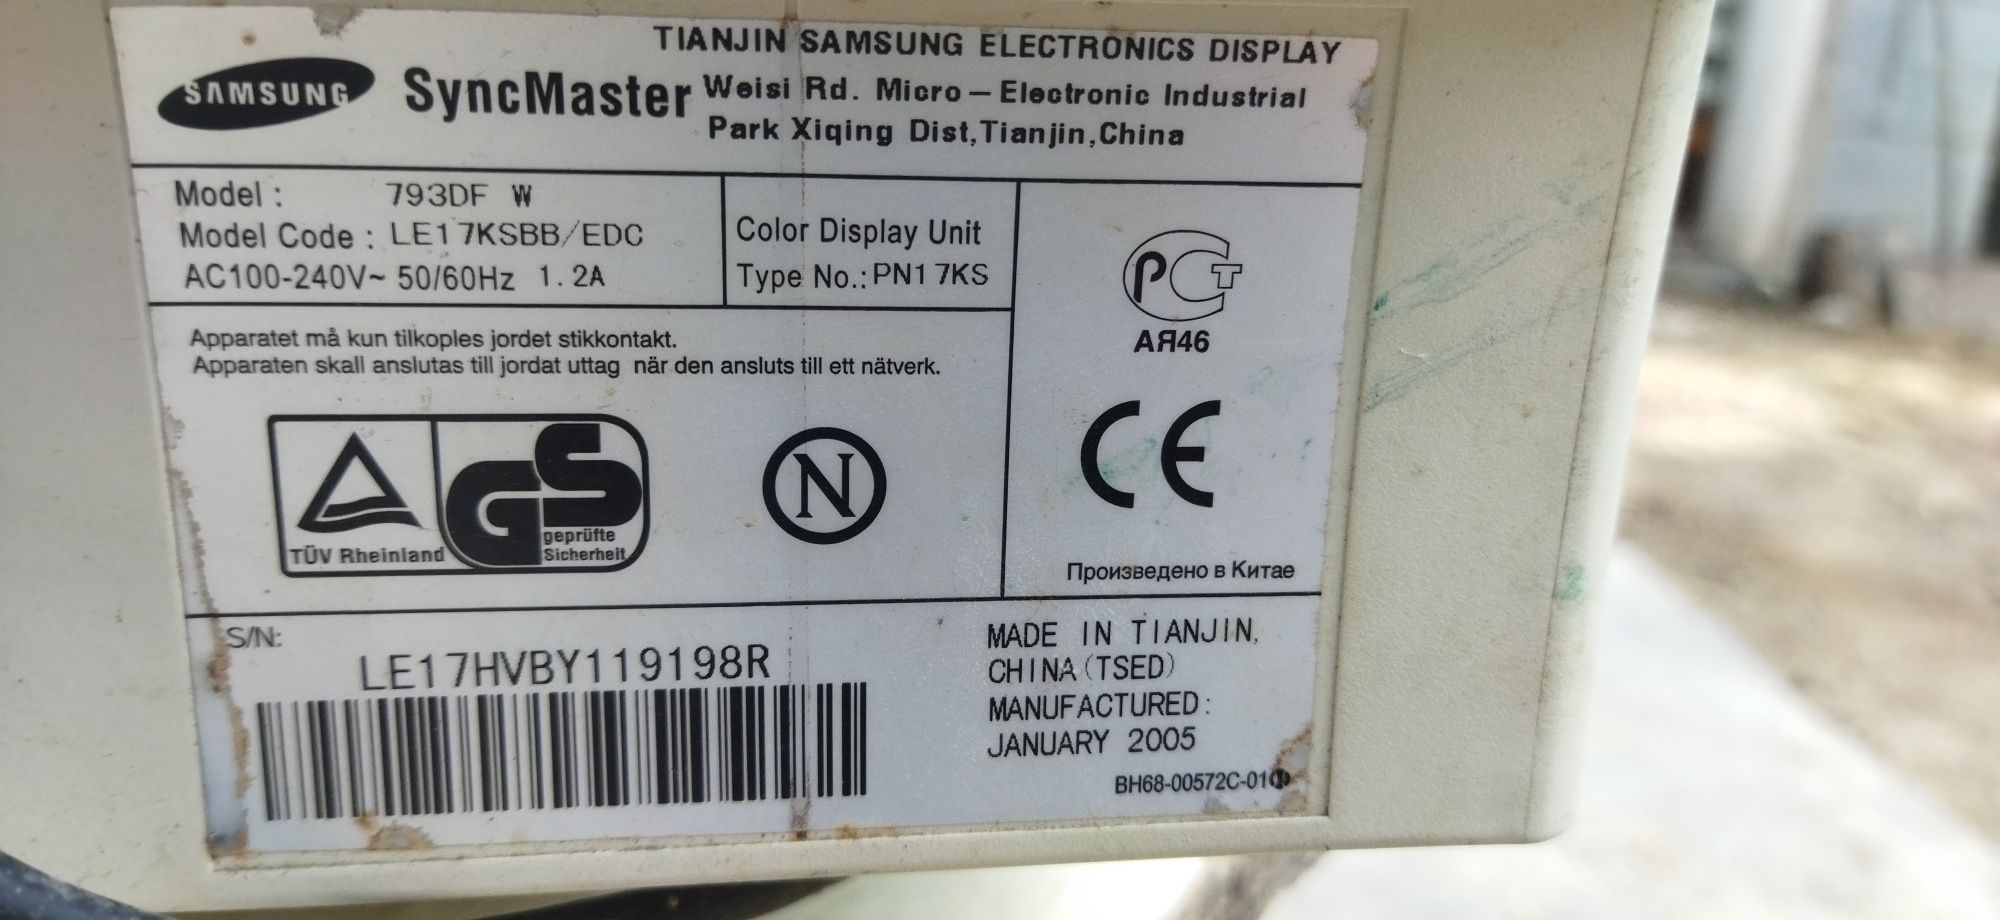 TIANJIN SAMSUNG ELECTRONICS DISPLAY
SAMSUNG SyncMaster Weisi Rd. Micro – Electronic Industrial
Park Xiqing Dist,Tianjin,China
Model : 793DF W
Model Code : LE17KSBB/EDC
AC100-240V~ 50/60Hz 1.2A
Color Display Unit
Type No.:PN17KS
Apparatet må kun tilkoples jordet stikkontakt.
Apparaten skall anslutas till jordat uttag när den ansluts till ett nätverk.
TÜV Rheinland
GS
geprüfte
Sicherheit
N
РСТ
АЯ46
CE
Произведено в Китае
S/N:
LE17HVBY119198R
MADE IN TIANJIN,
CHINA(TSED)
MANUFACTURED:
JANUARY 2005
BH68-00572C-01